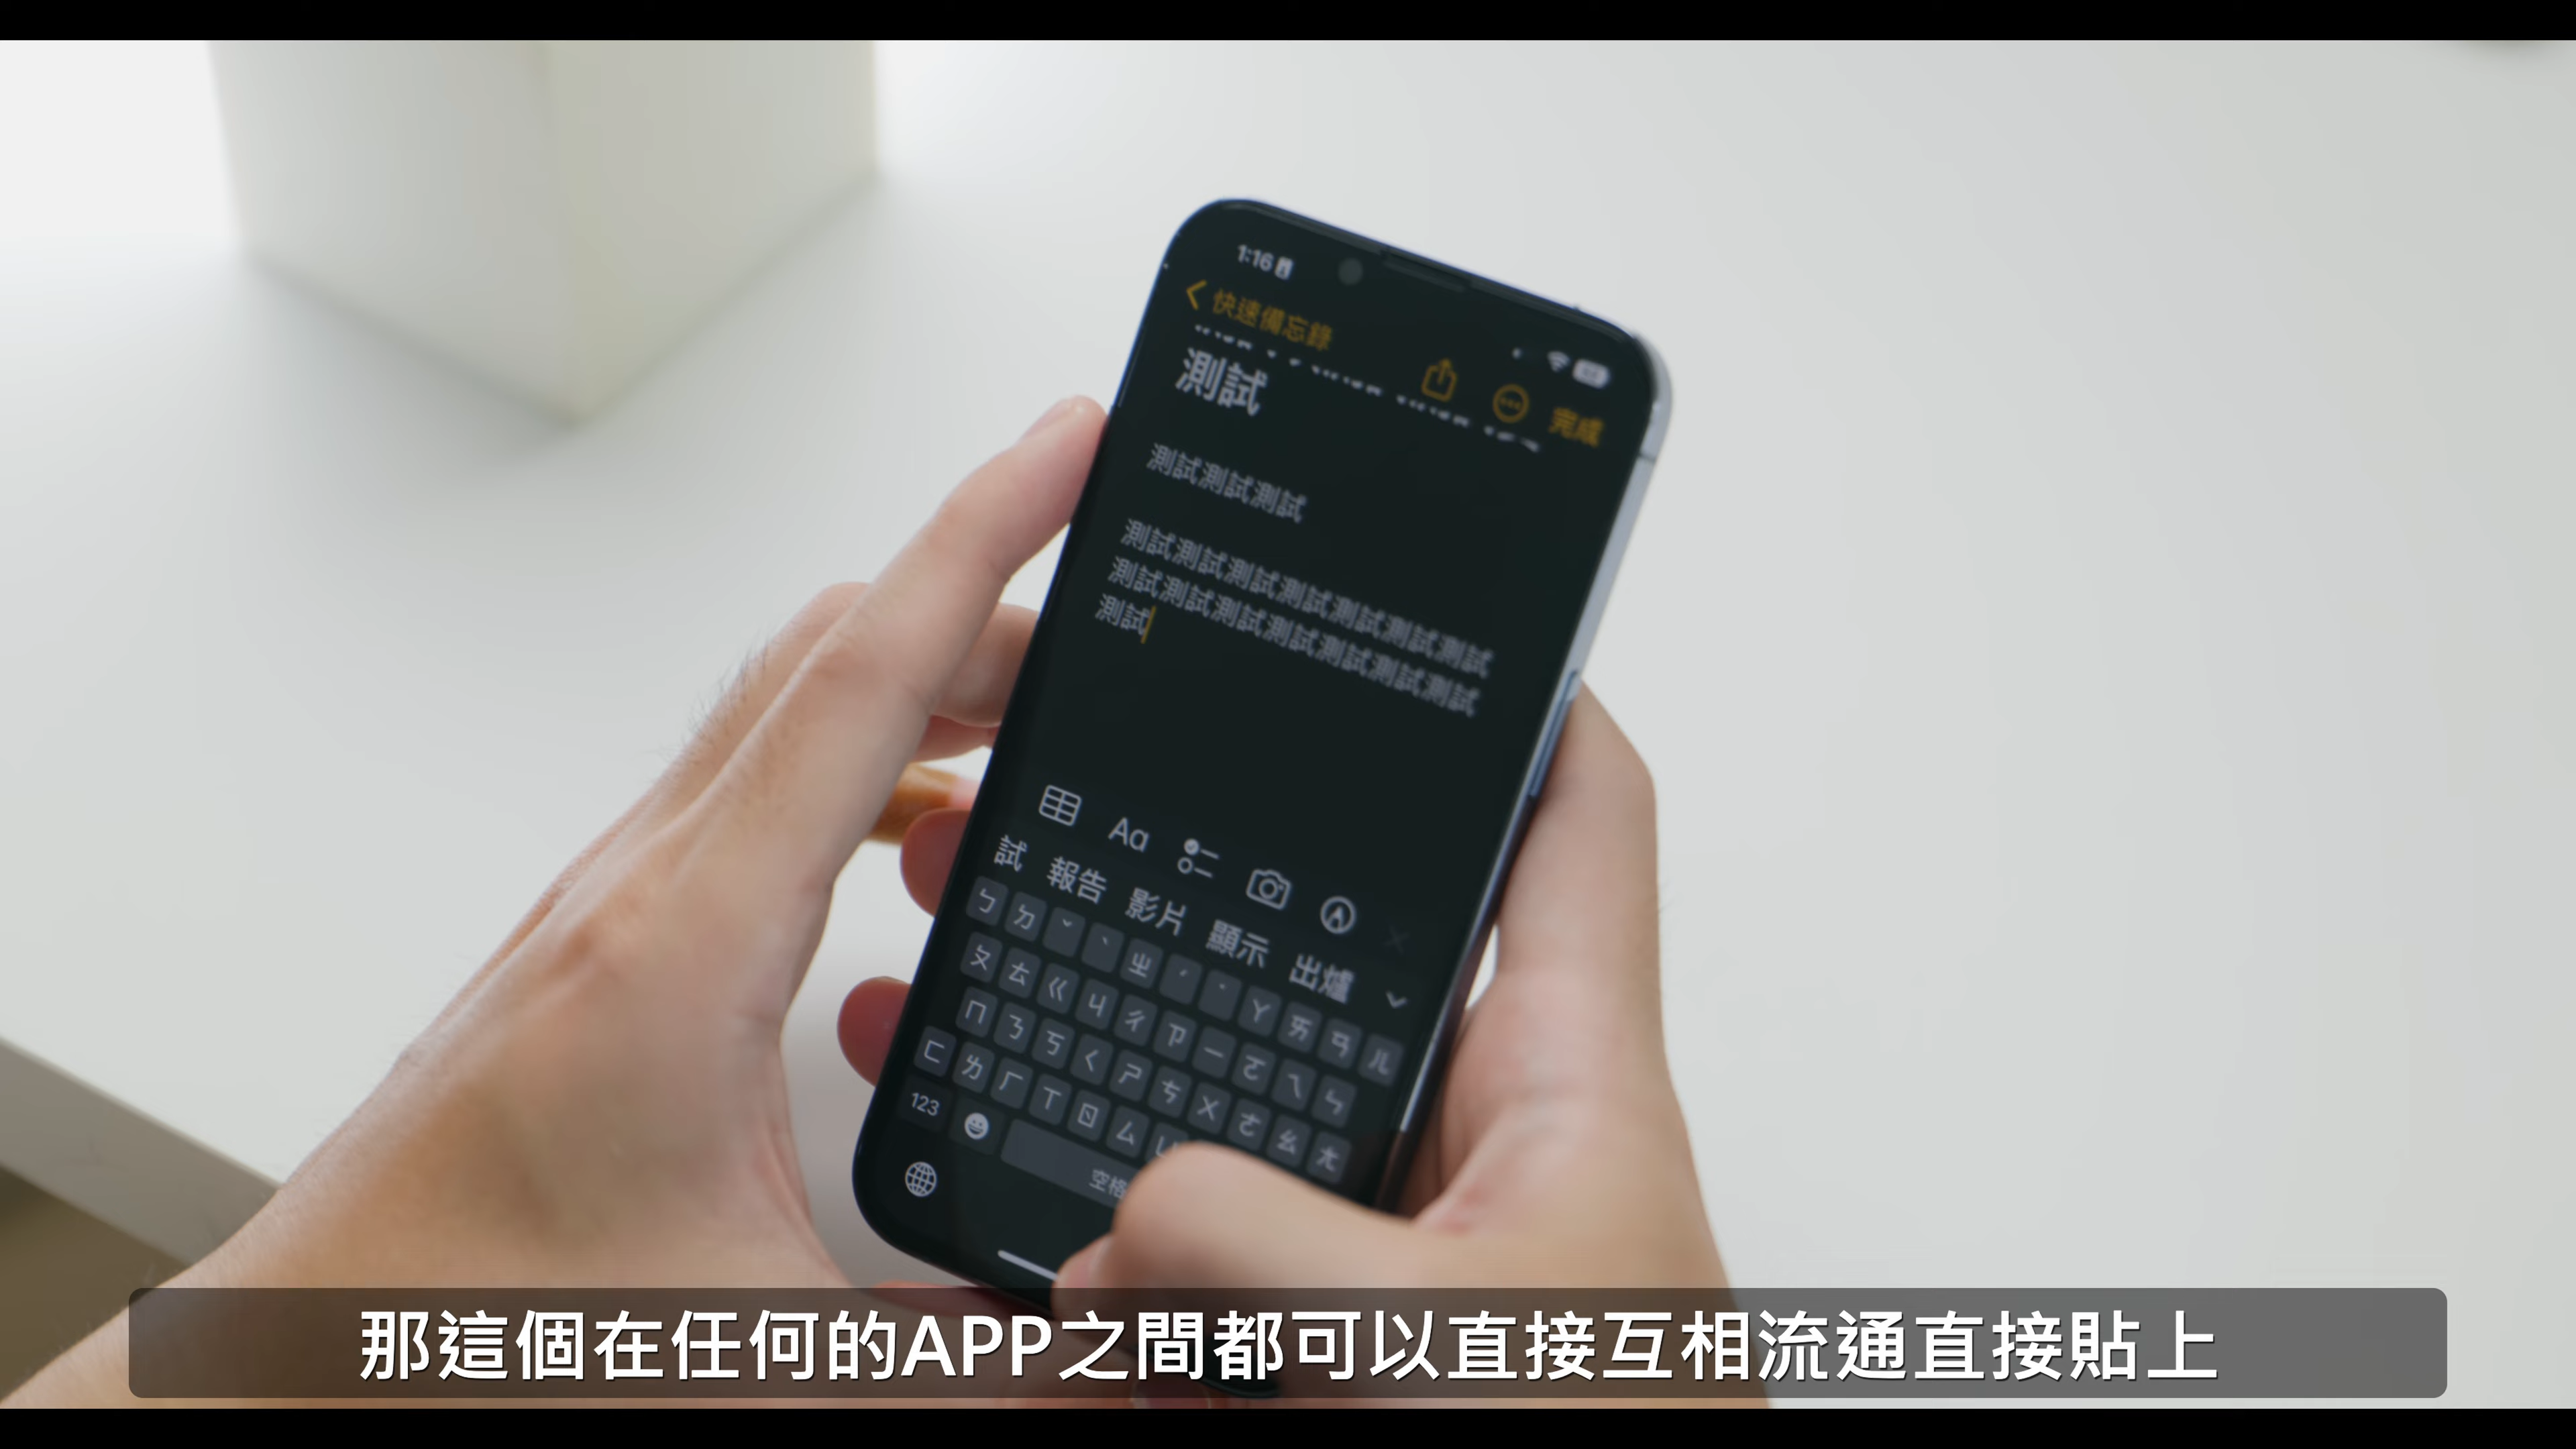 1:16
快速備忘錄
完成
測試
測試測試測試
測試測試測試測試測試測試測試
測試測試測試測試測試測試測試
測試
Aa
試 報告 影片 顯示 出爐
ㄅ ㄉ ˇ ˋ ㄓ ˊ ˙ ㄚ ㄞ ㄢ ㄦ
ㄆ ㄊ ㄍ ㄐ ㄔ ㄗ ㄧ ㄛ ㄟ ㄣ
ㄇ ㄋ ㄎ ㄑ ㄕ ㄘ ㄨ ㄜ ㄠ ㄤ
ㄈ ㄌ ㄏ ㄒ ㄖ ㄙ ㄩ
123
空格
那這個在任何的APP之間都可以直接互相流通直接貼上